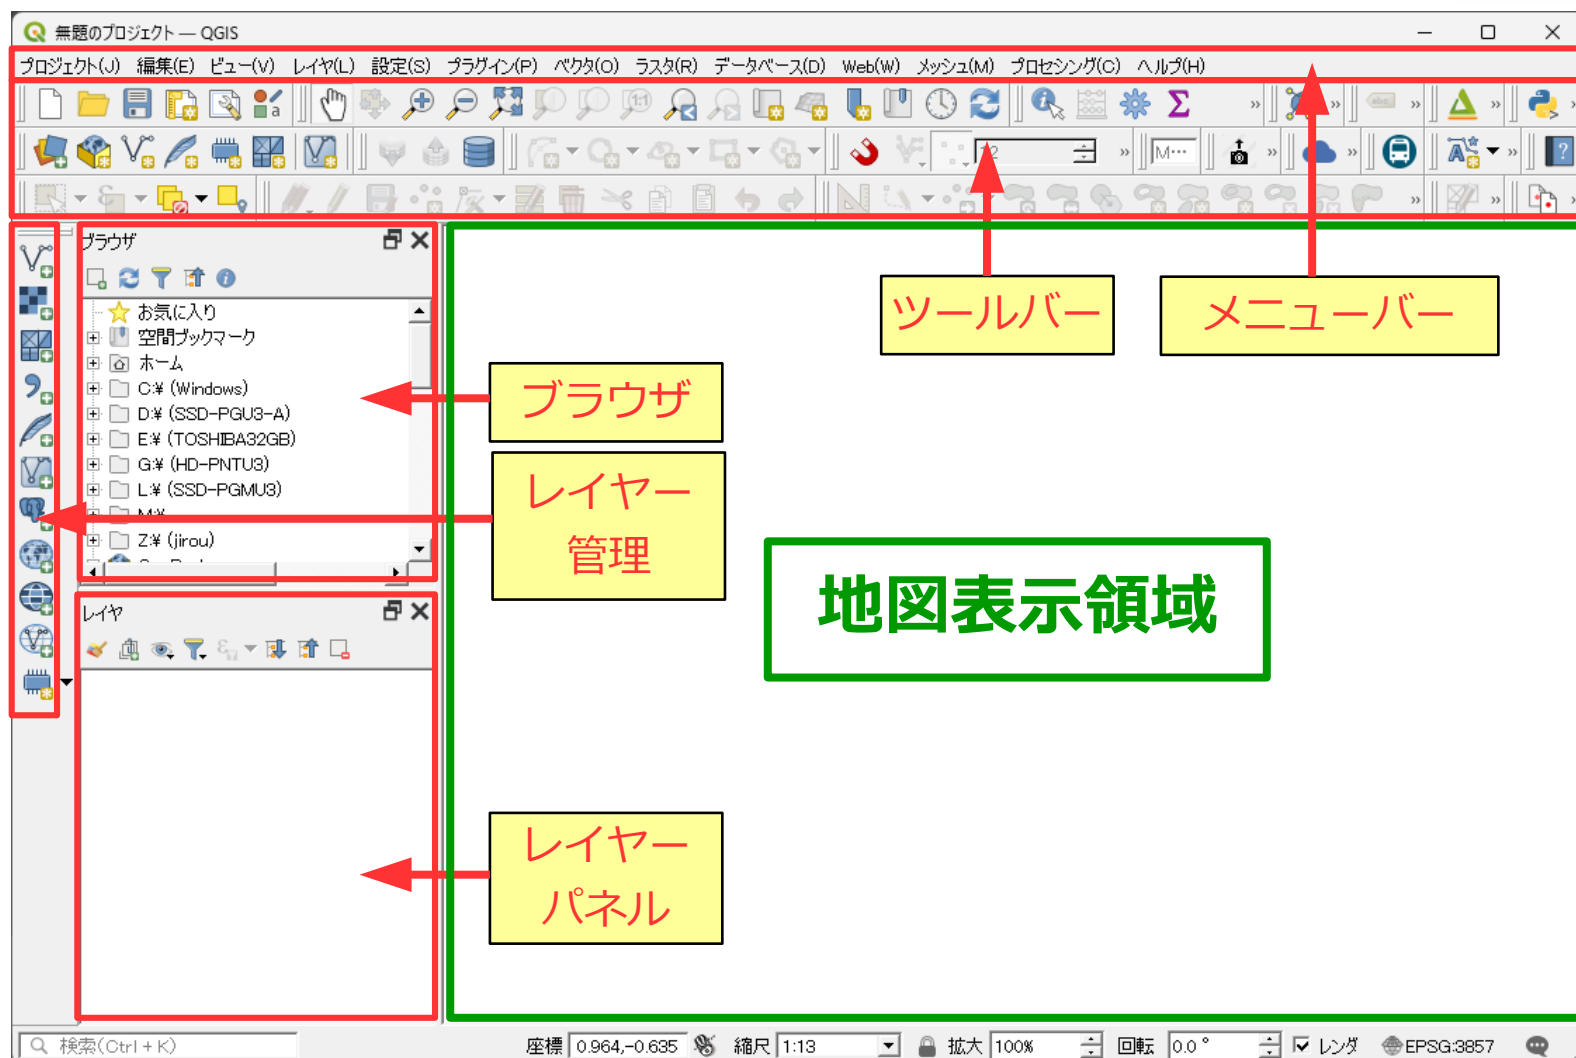 無題のプロジェクト — QGIS
プロジェクト(J) 編集(E) ビュー(V) レイヤ(L) 設定(S) プラグイン(P) ベクタ(O) ラスタ(R) データベース(D) Web(W) メッシュ(M) プロセシング(C) ヘルプ(H)
ブラウザ
お気に入り
空間ブックマーク
ホーム
C:¥ (Windows)
D:¥ (SSD-PGU3-A)
E:¥ (TOSHIBA32GB)
G:¥ (HD-PNTU3)
L:¥ (SSD-PGMU3)
M:¥
Z:¥ (jirou)
レイヤ
ツールバー
メニューバー
ブラウザ
レイヤー
管理
地図表示領域
レイヤー
パネル
検索(Ctrl+K)
座標 0.964,-0.635 縮尺 1:13 拡大 100% 回転 0.0 ° レンダ EPSG:3857